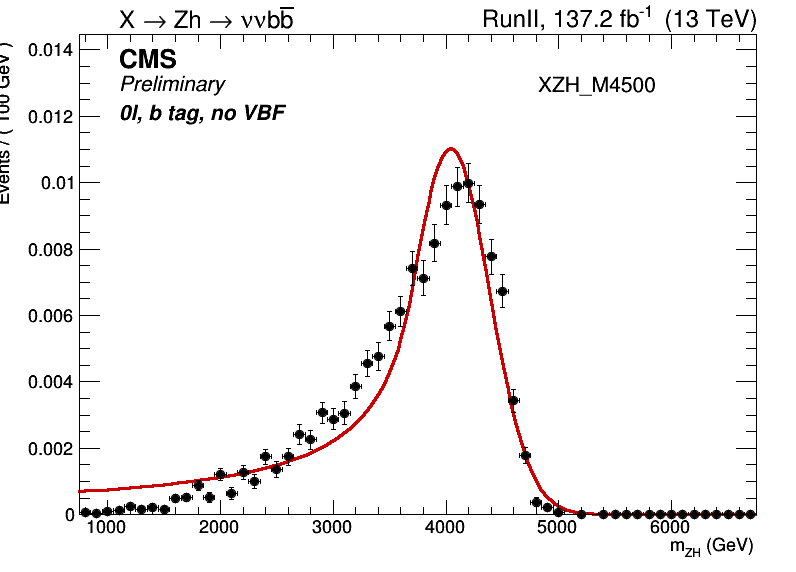 X → Zh → ννbb̅
RunII, 137.2 fb⁻¹ (13 TeV)
CMS
Preliminary
0l, b tag, no VBF
XZH_M4500
Events / ( 100 GeV )
0.014
0.012
0.01
0.008
0.006
0.004
0.002
0
1000 2000 3000 4000 5000 6000
m_ZH (GeV)